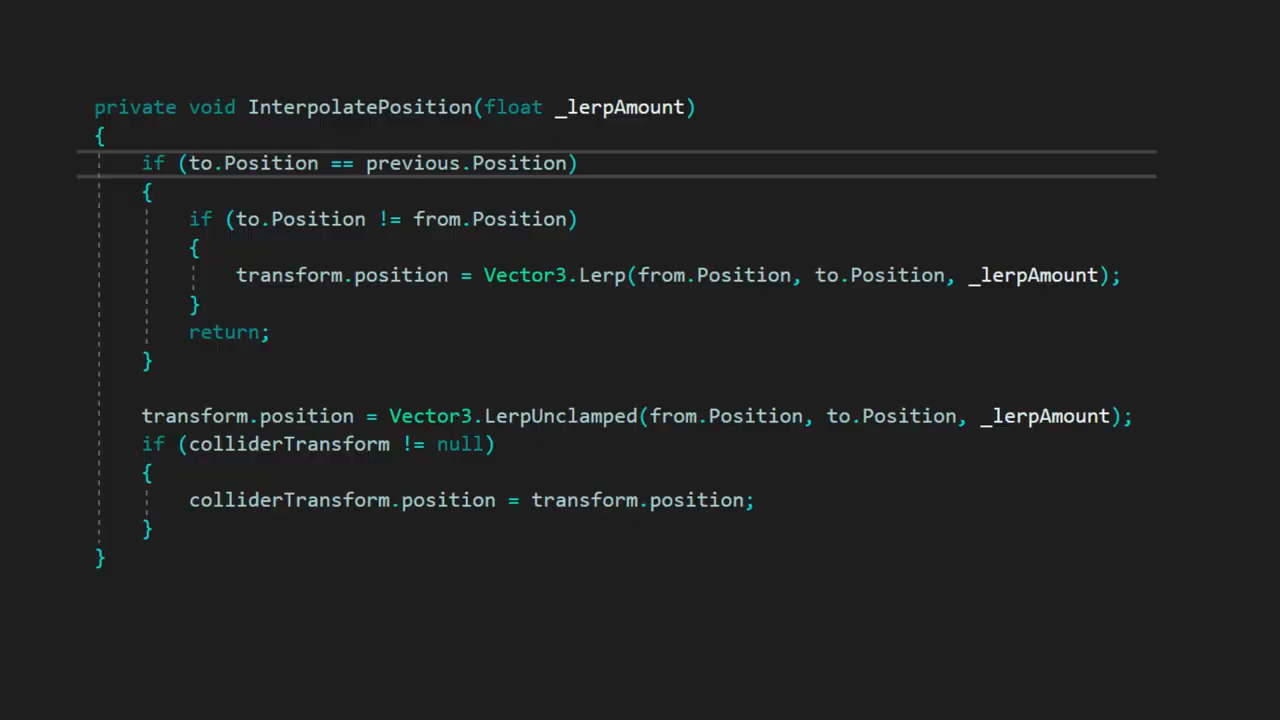 private void InterpolatePosition(float _lerpAmount)
{
if (to.Position == previous.Position)
{
if (to.Position != from.Position)
{
transform.position = Vector3.Lerp(from.Position, to.Position, _lerpAmount);
}
return;
}
transform.position = Vector3.LerpUnclamped(from.Position, to.Position, _lerpAmount);
if (colliderTransform != null)
{
colliderTransform.position = transform.position;
}
}